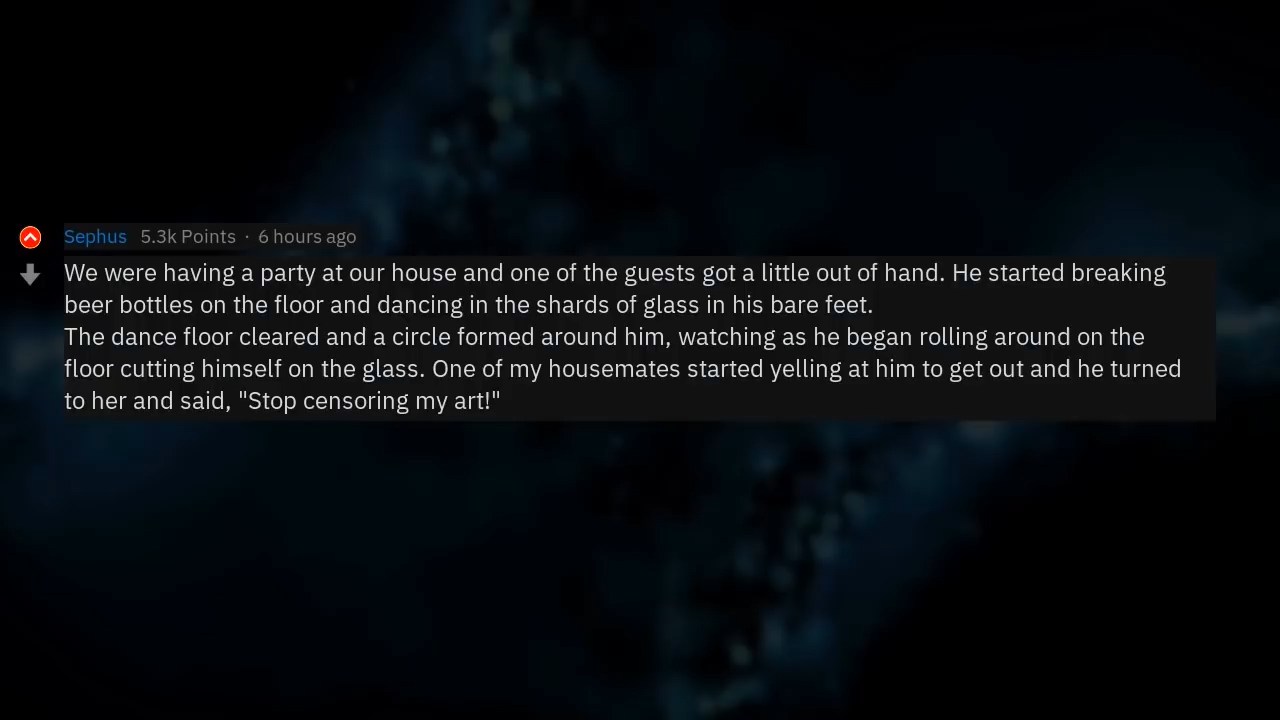 Sephus 5.3k Points · 6 hours ago
We were having a party at our house and one of the guests got a little out of hand. He started breaking
beer bottles on the floor and dancing in the shards of glass in his bare feet.
The dance floor cleared and a circle formed around him, watching as he began rolling around on the
floor cutting himself on the glass. One of my housemates started yelling at him to get out and he turned
to her and said, "Stop censoring my art!"